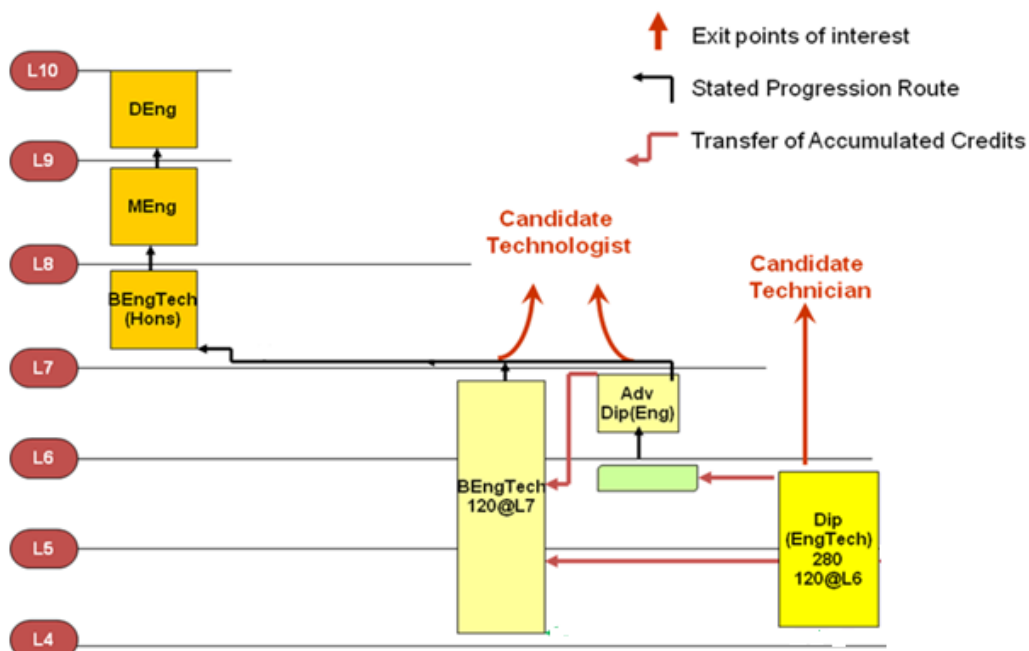 Exit points of interest
L10
Stated Progression Route
DEng
Transfer of Accumulated Credits
L9
MEng
Candidate
Technologist
L8
Candidate
Technician
BEngTech
(Hons)
L7
Adv
Dip(Eng)
L6
BEngTech
120@L7
Dip
(EngTech)
280
120@L6
L5
L4